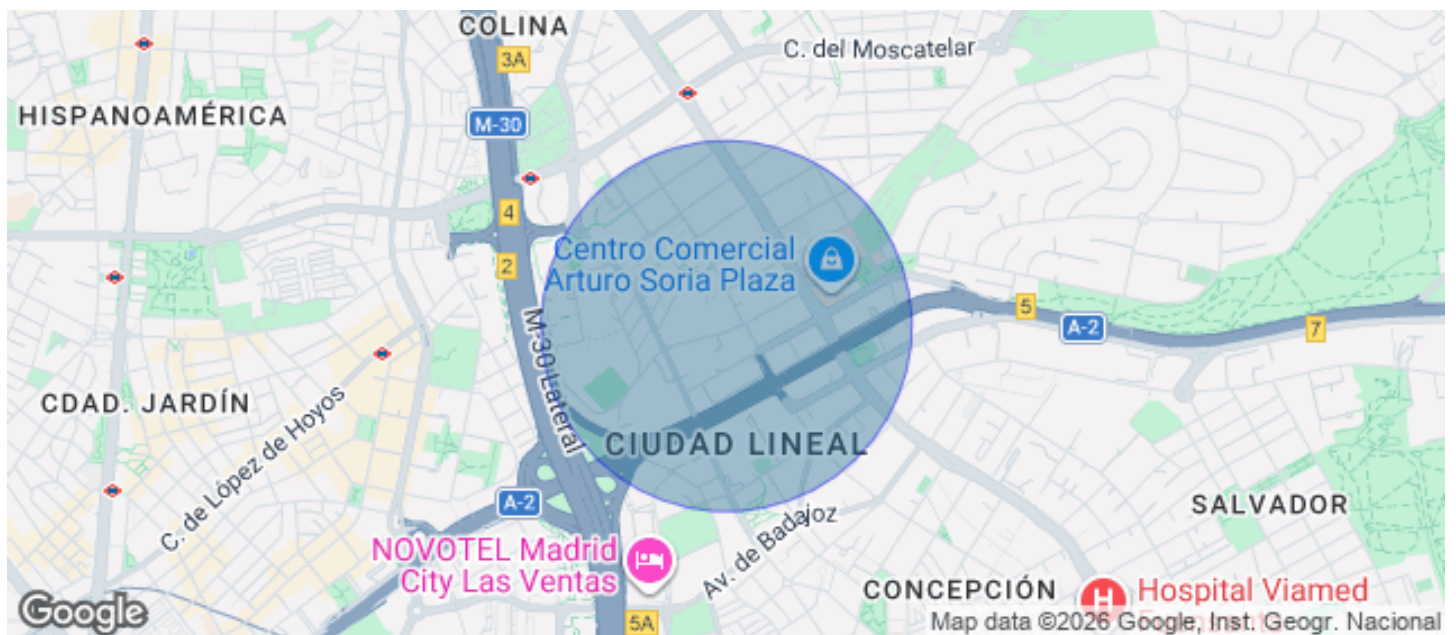 COLINA
3A
C. del Moscatelar
HISPANOAMÉRICA
M-30
4
2
Centro Comercial
Arturo Soria Plaza
5
A-2
7
M-30 Lateral
CDAD. JARDÍN
C. de López de Hoyos
CIUDAD LINEAL
A-2
SALVADOR
NOVOTEL Madrid
City Las Ventas
Av. de Badajoz
CONCEPCIÓN
H
Hospital Viamed
5A
Google
Map data ©2026 Google, Inst. Geogr. Nacional